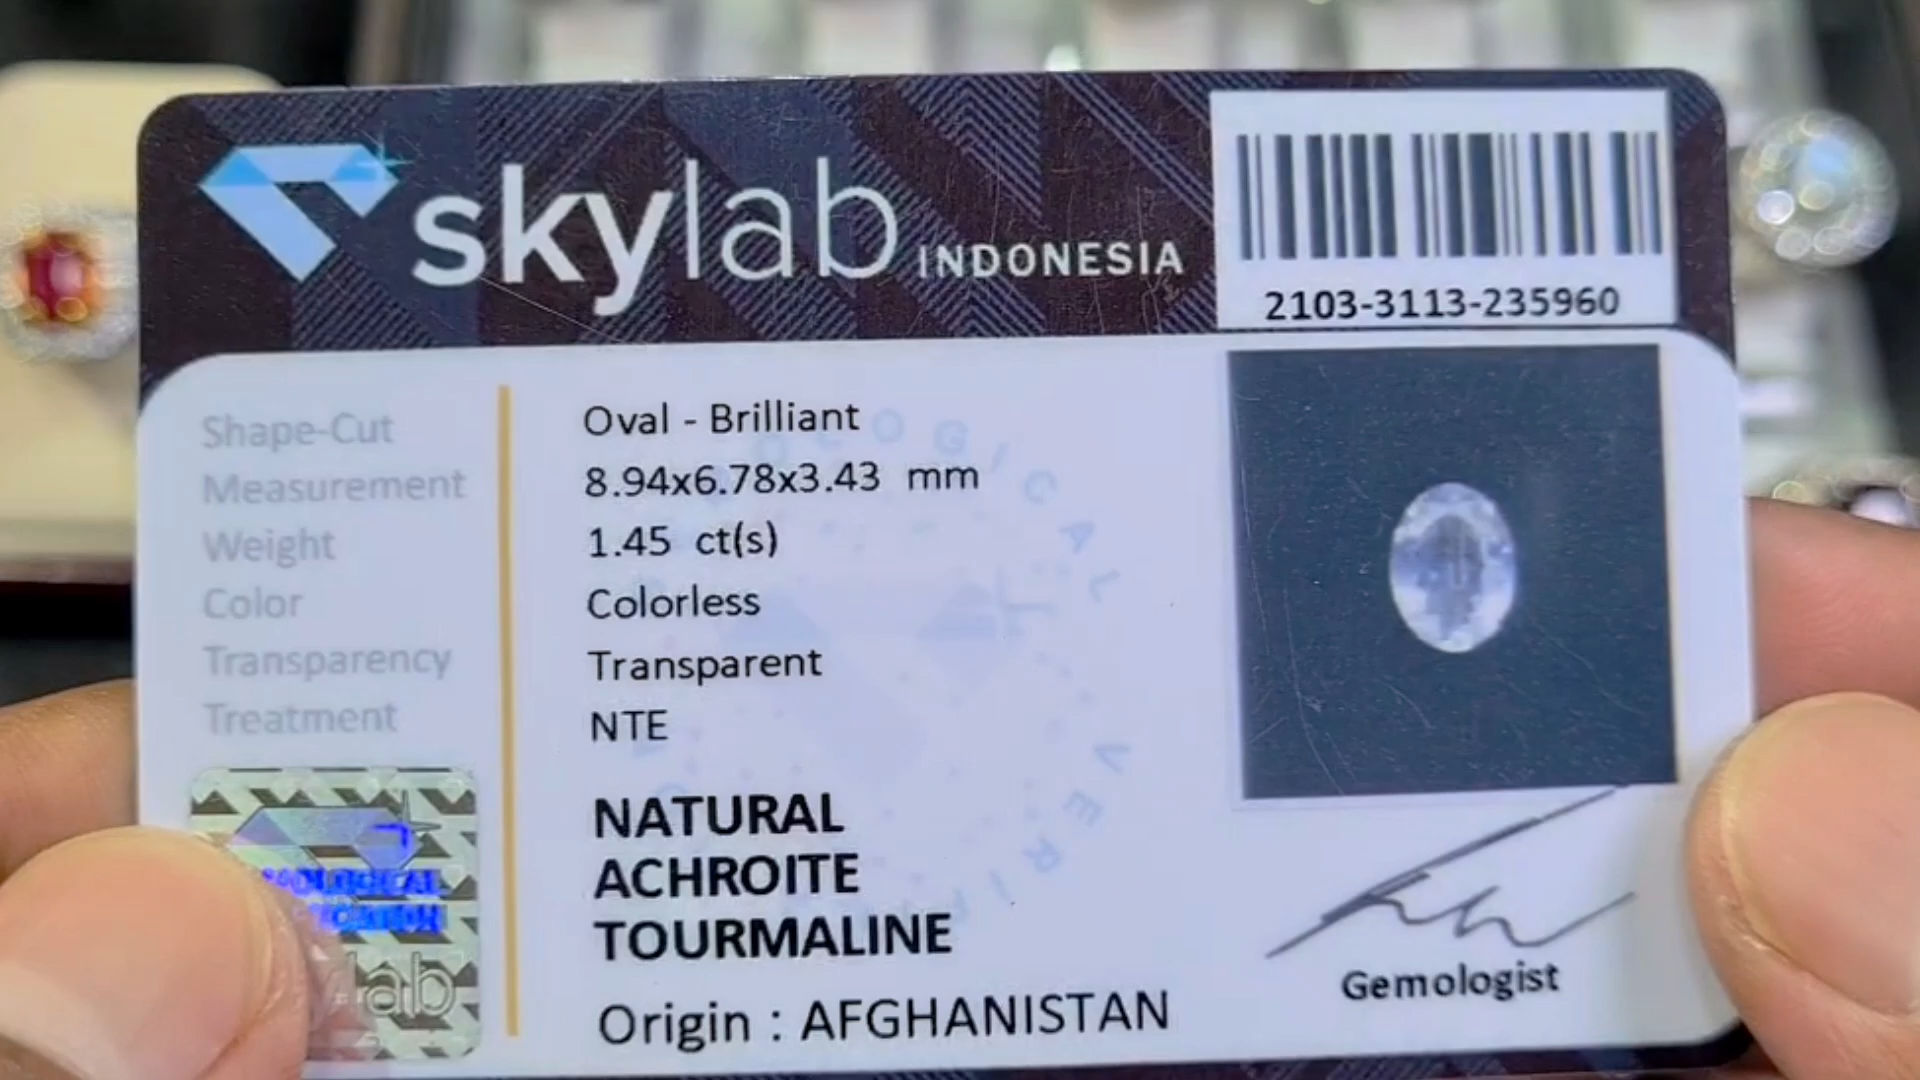 skylab INDONESIA
2103-3113-235960
Shape-Cut Oval - Brilliant
Measurement 8.94x6.78x3.43 mm
Weight 1.45 ct(s)
Color Colorless
Transparency Transparent
Treatment NTE
NATURAL
ACHROITE
TOURMALINE
Origin : AFGHANISTAN
Gemologist